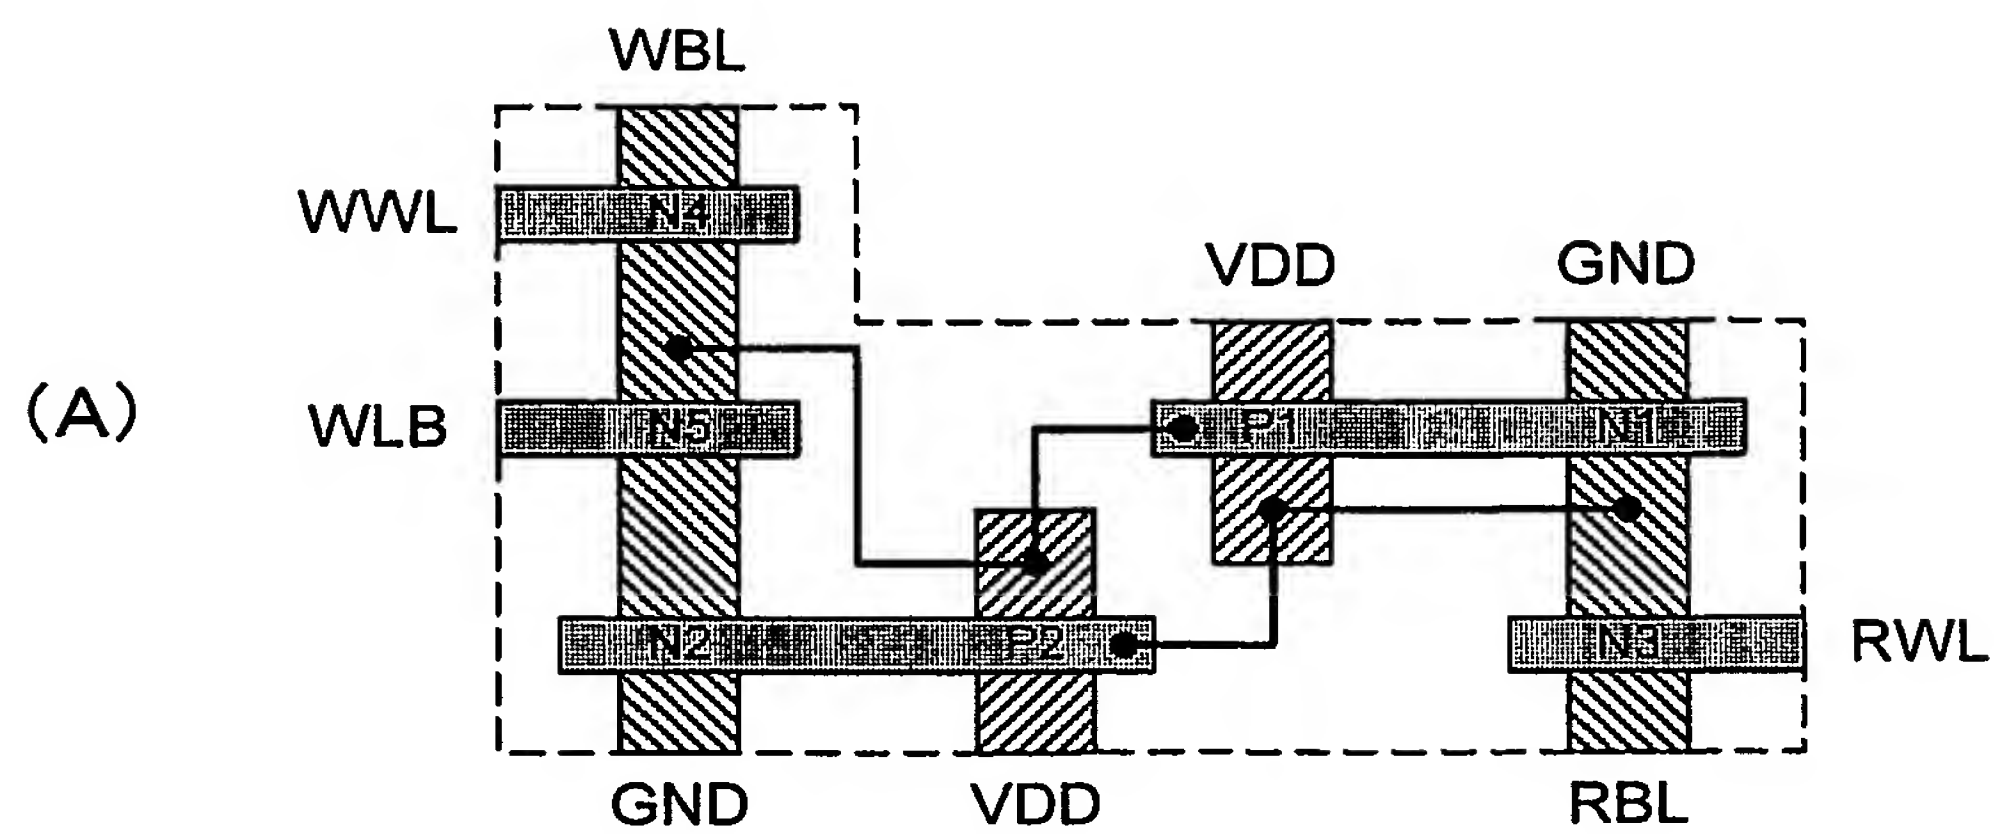 WBL
WWL N4
VDD GND
(A) WLB N5 P1 N1
N2 P2 N3 RWL
GND VDD RBL